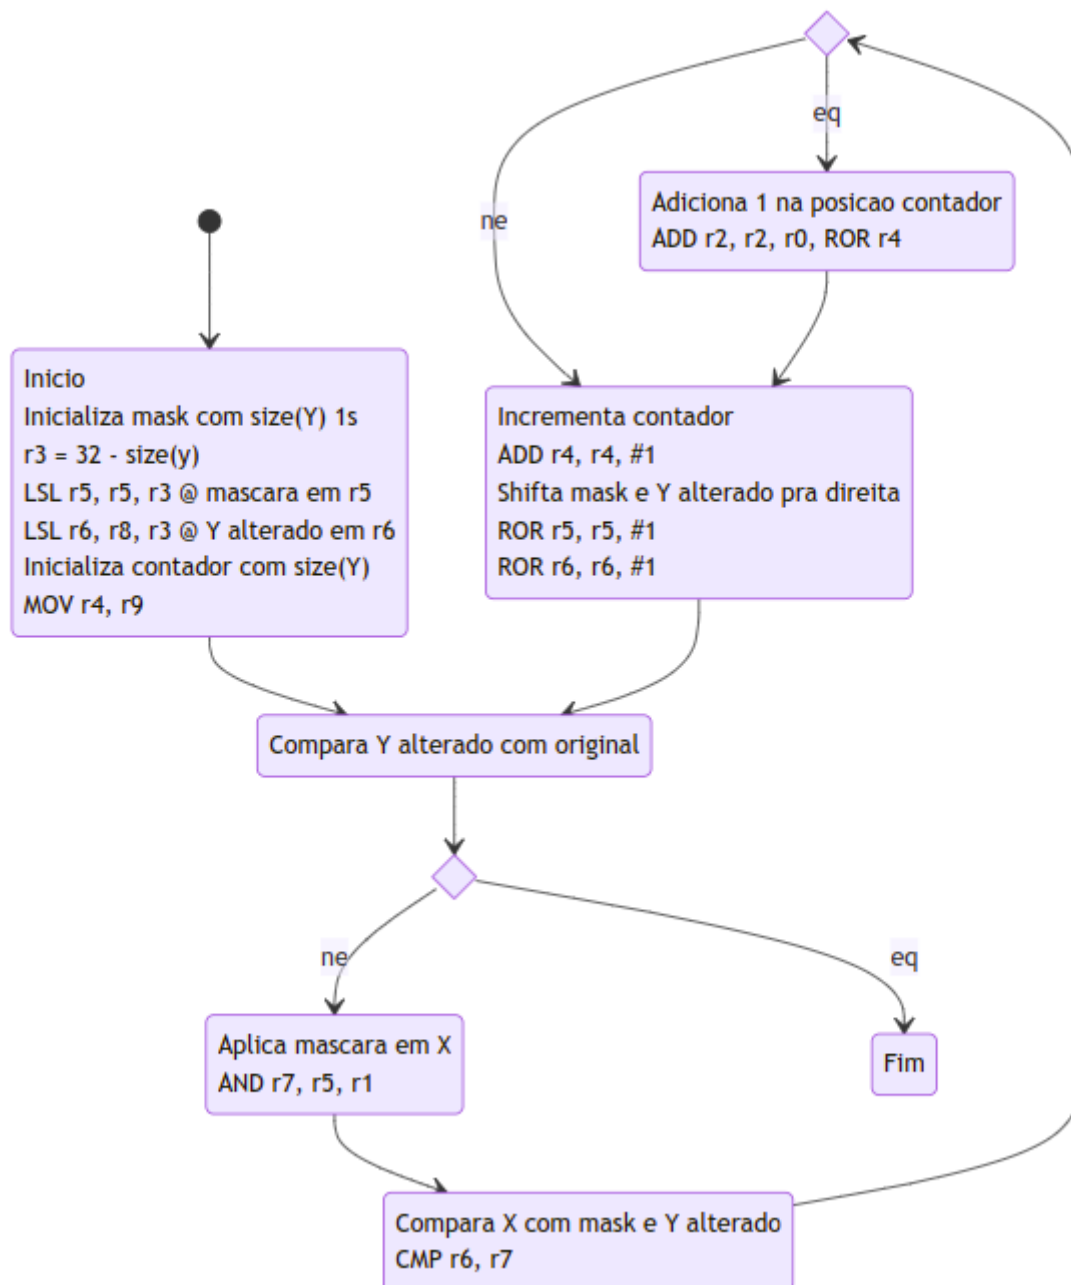 eq
Adiciona 1 na posicao contador
ADD r2, r2, r0, ROR r4
ne
Inicio
Inicializa mask com size(Y) 1s
r3 = 32 - size(y)
LSL r5, r5, r3 @ mascara em r5
LSL r6, r8, r3 @ Y alterado em r6
Inicializa contador com size(Y)
MOV r4, r9
Incrementa contador
ADD r4, r4, #1
Shifta mask e Y alterado pra direita
ROR r5, r5, #1
ROR r6, r6, #1
Compara Y alterado com original
ne
eq
Aplica mascara em X
AND r7, r5, r1
Fim
Compara X com mask e Y alterado
CMP r6, r7